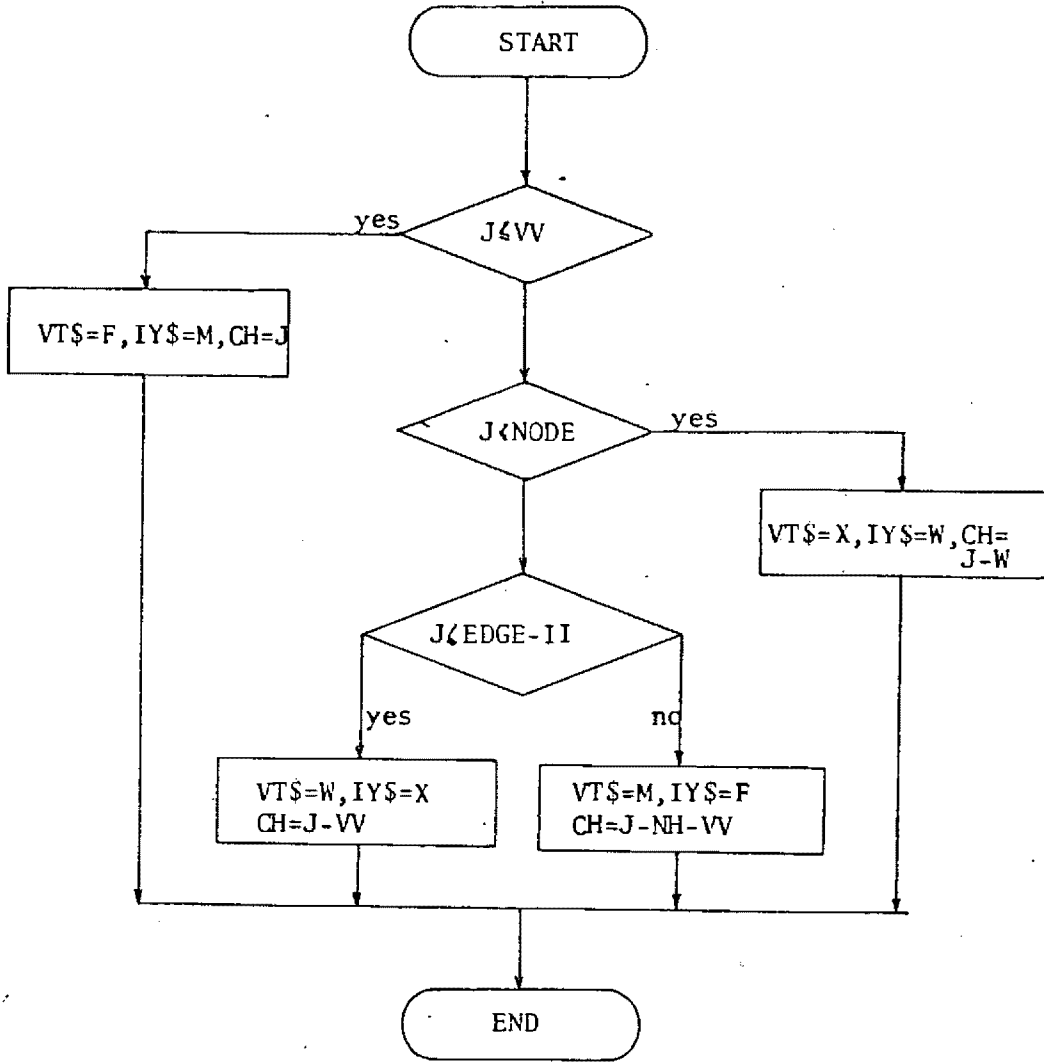 START
yes
J≤VV
VT$=F,IY$=M,CH=J
J<NODE
yes
VT$=X,IY$=W,CH=
J-W
J≤EDGE-II
yes
no
VT$=W,IY$=X
CH=J-VV
VT$=M,IY$=F
CH=J-NH-VV
END